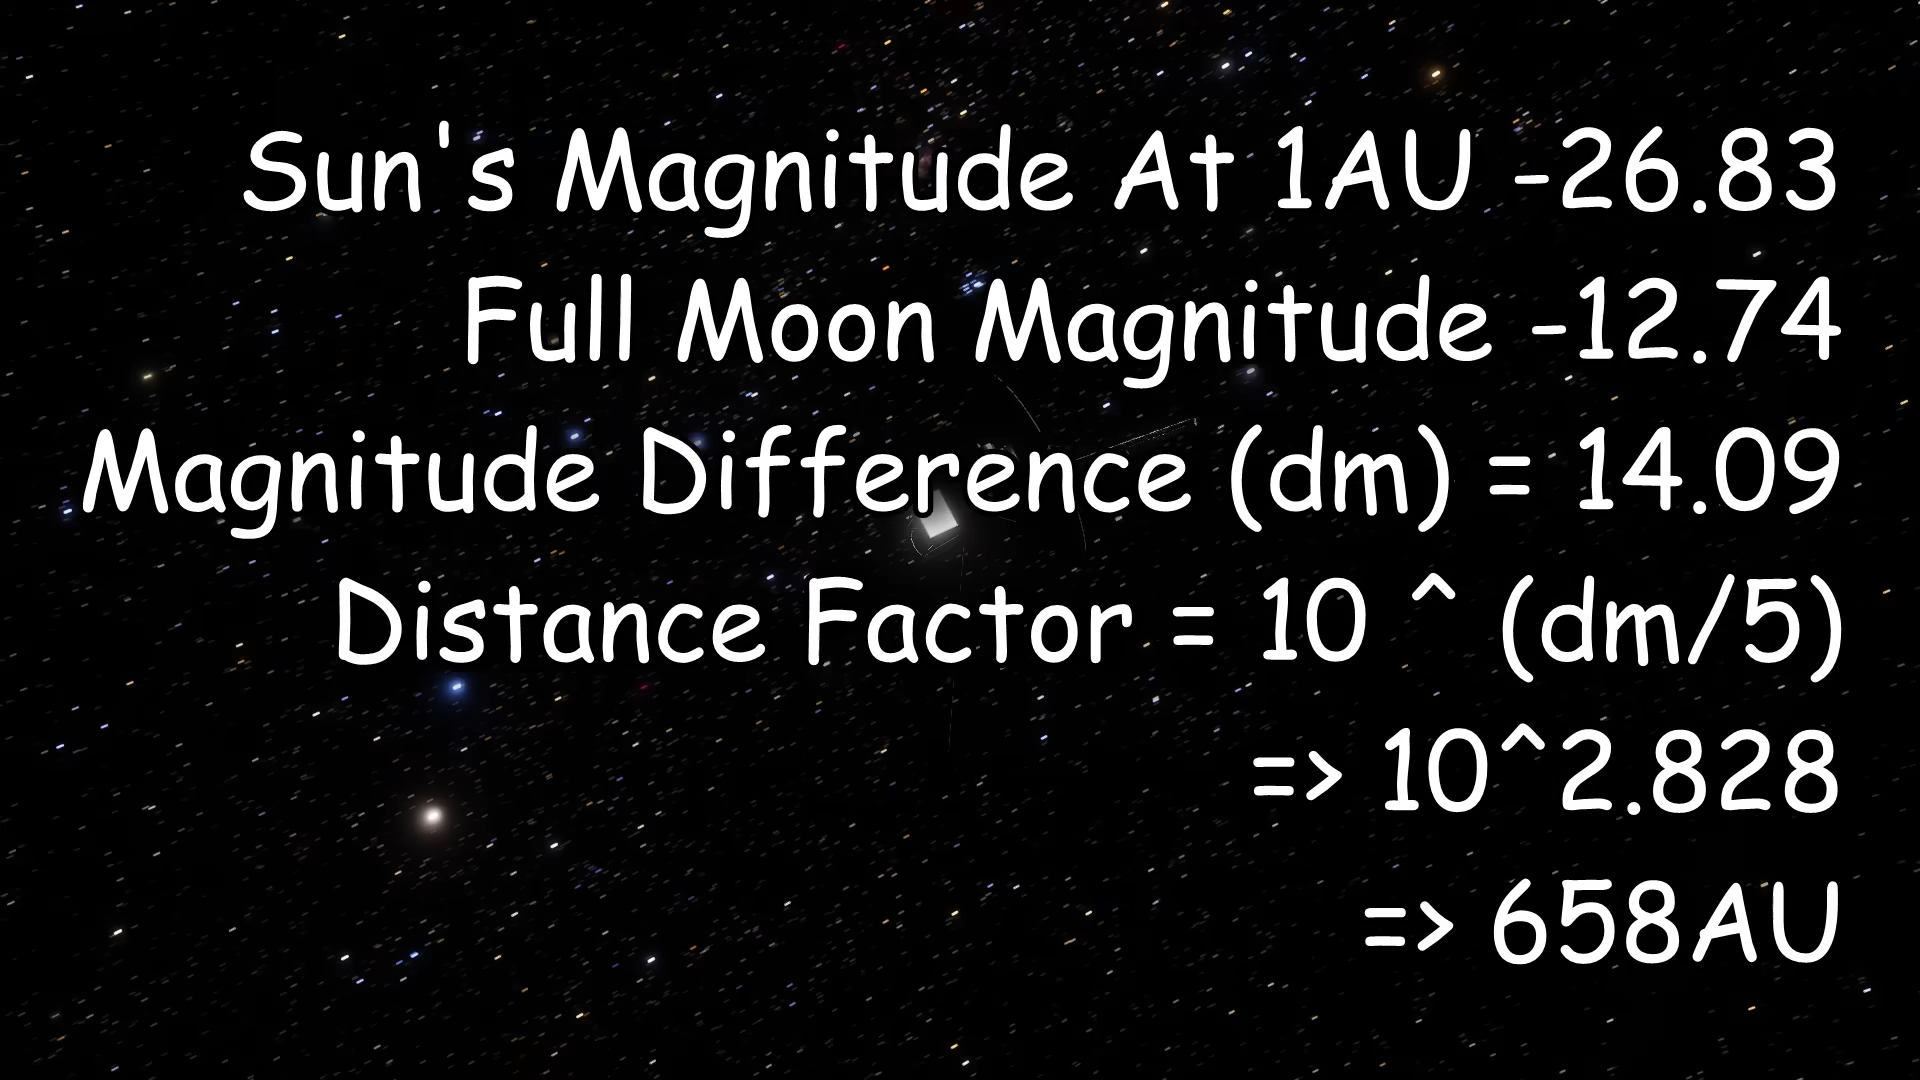 Sun's Magnitude At 1AU -26.83
Full Moon Magnitude -12.74
Magnitude Difference (dm) = 14.09
Distance Factor = 10 ^ (dm/5)
=> 10^2.828
=> 658AU